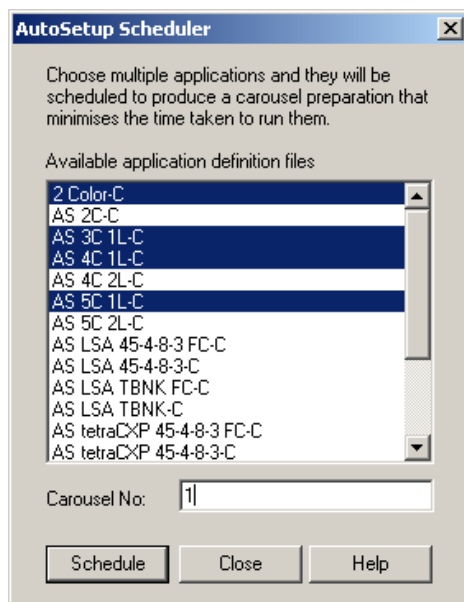 AutoSetup Scheduler
Choose multiple applications and they will be
scheduled to produce a carousel preparation that
minimises the time taken to run them.
Available application definition files
2 Color-C
AS 2C-C
AS 3C 1L-C
AS 4C 1L-C
AS 4C 2L-C
AS 5C 1L-C
AS 5C 2L-C
AS LSA 45-4-8-3 FC-C
AS LSA 45-4-8-3-C
AS LSA TBNK FC-C
AS LSA TBNK-C
AS tetraCXP 45-4-8-3 FC-C
AS tetraCXP 45-4-8-3-C
Carousel No: 1
Schedule Close Help